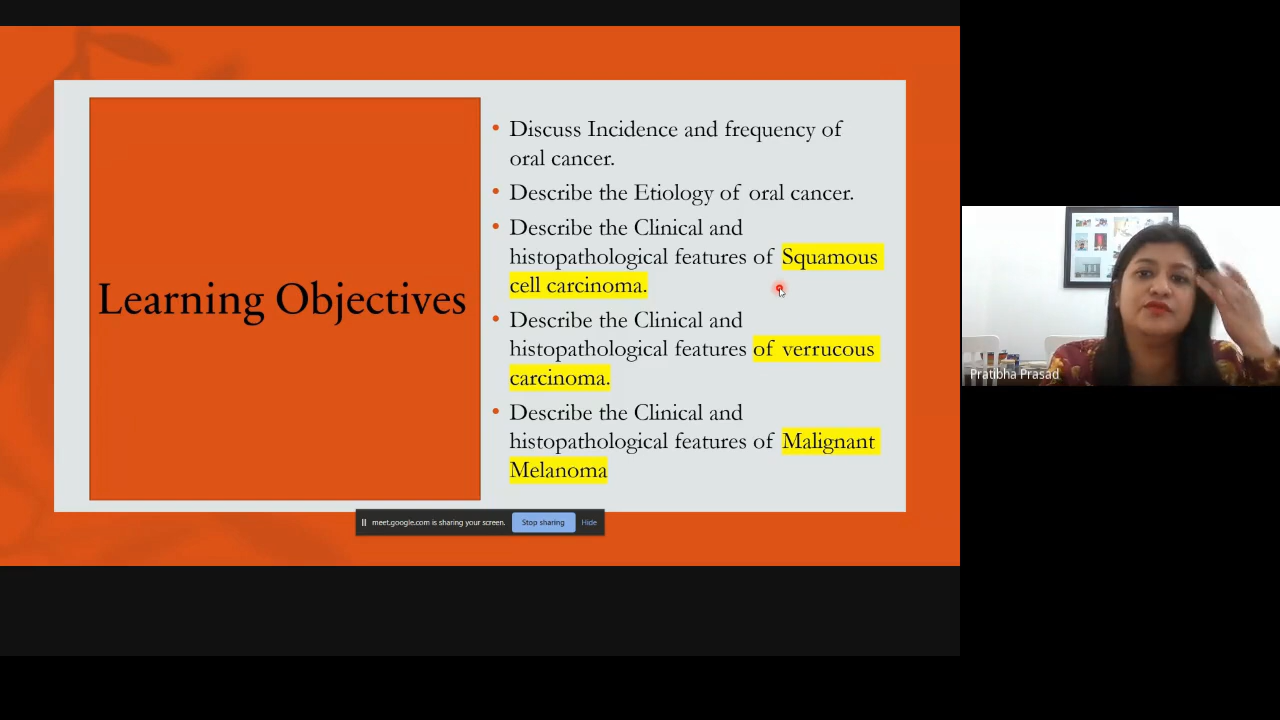 Learning Objectives
• Discuss Incidence and frequency of
oral cancer.
• Describe the Etiology of oral cancer.
• Describe the Clinical and
histopathological features of Squamous
cell carcinoma.
• Describe the Clinical and
histopathological features of verrucous
carcinoma.
• Describe the Clinical and
histopathological features of Malignant
Melanoma
meet.google.com is sharing your screen. Stop sharing Hide
Pratibha Prasad